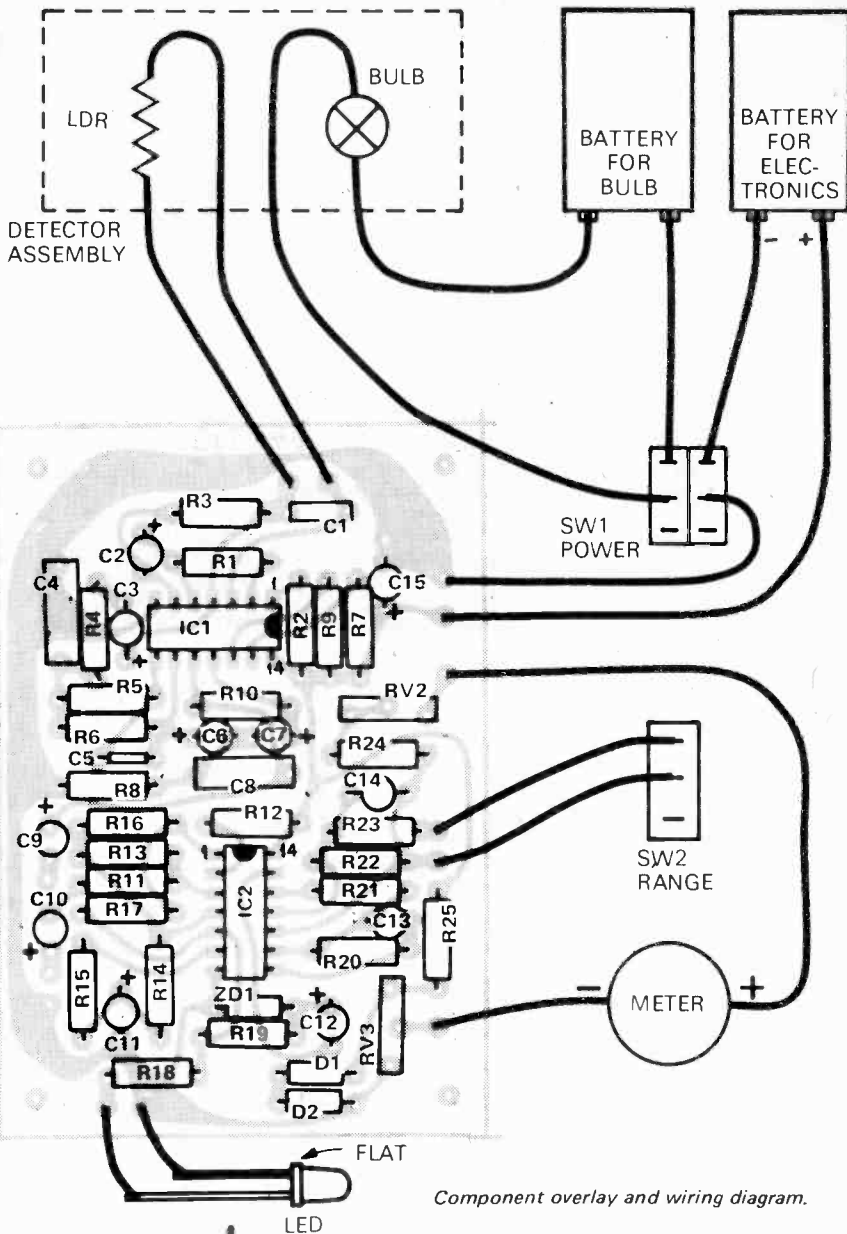 LDR
BULB
BATTERY
FOR
BULB
BATTERY
FOR
ELEC-
TRONICS
- +
DETECTOR
ASSEMBLY
SW1
POWER
R3
C1
C2 +
R1
C4
C3
+
1
IC1
14
R4
R2
R9
R7
C15
+
R5
R10
RV2
R6
+ C6 C7 +
R24
C5
C8
C14
R8
R12
R23
SW2
RANGE
+
C9
R16
R13
R11
R17
1 14
IC2
R22
R21
C13
R25
C10
+
R20
R15
R14
+
C11
ZD1
R19
+
C12
RV3
- METER +
R18
D1
D2
FLAT
LED
Component overlay and wiring diagram.